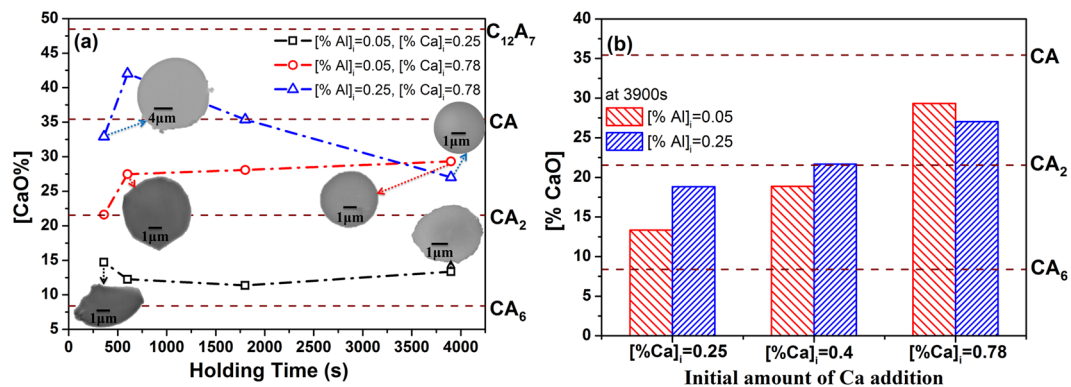 (a)
[CaO%]
50
45
40
35
30
25
20
15
10
5
0 500 1000 1500 2000 2500 3000 3500 4000
Holding Time (s)
[% Al]i=0.05, [% Ca]i=0.25
[% Al]i=0.05, [% Ca]i=0.78
[% Al]i=0.25, [% Ca]i=0.78
4μm
1μm
1μm
1μm
1μm
1μm
C12A7
CA
CA2
CA6
(b)
[% CaO]
40
35
30
25
20
15
10
5
0
at 3900s
[% Al]i=0.05
[% Al]i=0.25
CA
CA2
CA6
[%Ca]i=0.25 [%Ca]i=0.4 [%Ca]i=0.78
Initial amount of Ca addition